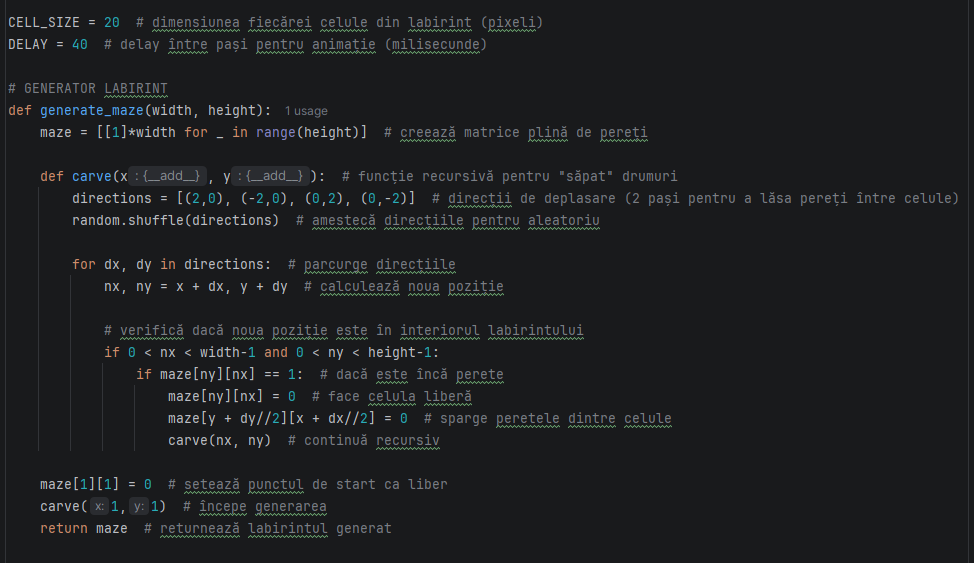 CELL_SIZE = 20  # dimensiunea fiecărei celule din labirint (pixeli)
DELAY = 40  # delay între pași pentru animație (milisecunde)
# GENERATOR LABIRINT
def generate_maze(width, height):  1 usage
    maze = [[1]*width for _ in range(height)]  # creează matrice plină de pereți
    def carve(x : {__add__} , y : {__add__} ):  # funcție recursivă pentru "săpat" drumuri
        directions = [(2,0), (-2,0), (0,2), (0,-2)]  # direcții de deplasare (2 pași pentru a lăsa pereți între celule)
        random.shuffle(directions)  # amestecă direcțiile pentru aleatoriu
        for dx, dy in directions:  # parcurge direcțiile
            nx, ny = x + dx, y + dy  # calculează noua poziție
            # verifică dacă noua poziție este în interiorul labirintului
            if 0 < nx < width-1 and 0 < ny < height-1:
                if maze[ny][nx] == 1:  # dacă este încă perete
                    maze[ny][nx] = 0  # face celula liberă
                    maze[y + dy//2][x + dx//2] = 0  # sparge peretele dintre celule
                    carve(nx, ny)  # continuă recursiv
    maze[1][1] = 0  # setează punctul de start ca liber
    carve( x: 1, y: 1)  # începe generarea
    return maze  # returnează labirintul generat